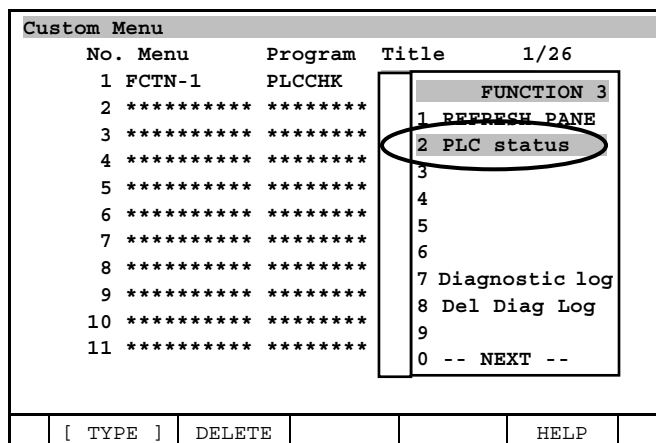 Custom Menu
No. Menu Program Title 1/26
1 FCTN-1 PLCCHK
2 ********** ********
3 ********** ********
4 ********** ********
5 ********** ********
6 ********** ********
7 ********** ********
8 ********** ********
9 ********** ********
10 ********** ********
11 ********** ********
FUNCTION 3
1 REFRESH PANE
2 PLC status
3
4
5
6
7 Diagnostic log
8 Del Diag Log
9
0 -- NEXT --
[ TYPE ] DELETE HELP